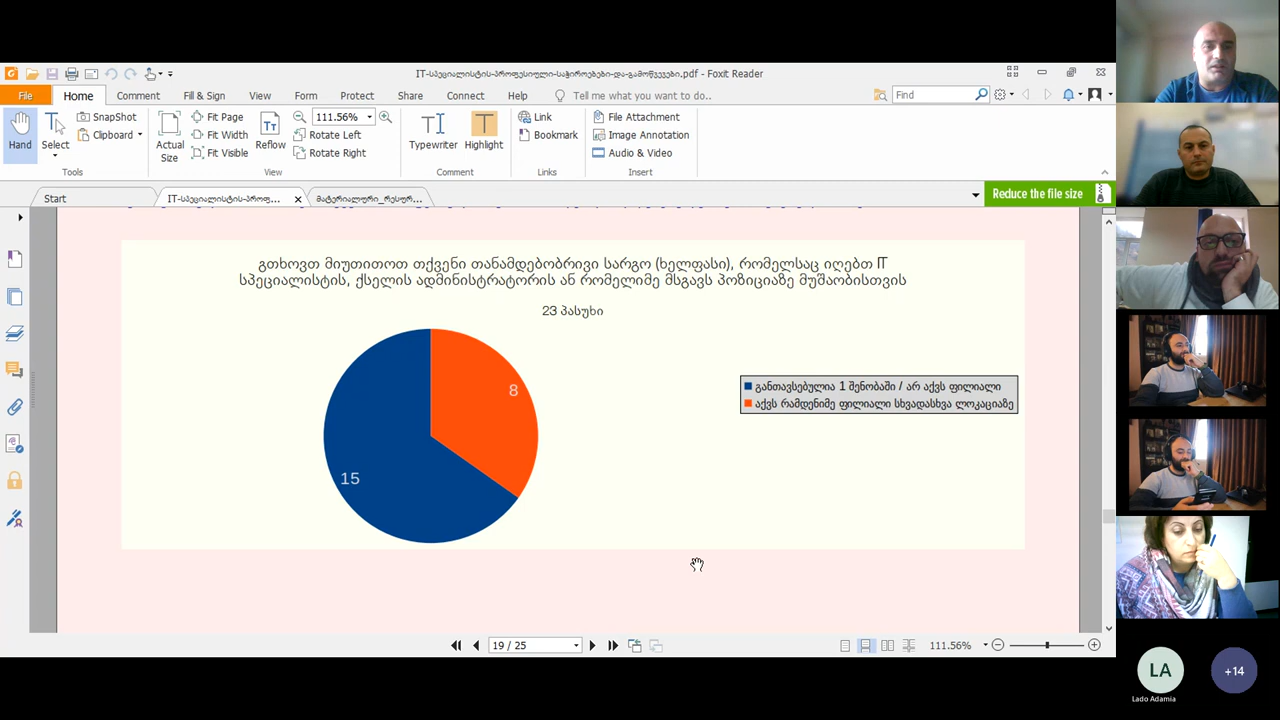 IT-სპეციალისტის-პროფესიული-საჭიროებები-და-გამოწვევები.pdf - Foxit Reader
File Home Comment Fill & Sign View Form Protect Share Connect Help Tell me what you want to do.. Find
Hand
Select
SnapShot
Clipboard
Tools
Actual Size
Fit Page
Fit Width
Fit Visible
Reflow
111.56%
Rotate Left
Rotate Right
View
Typewriter
Highlight
Comment
Link
Bookmark
Links
File Attachment
Image Annotation
Audio & Video
Insert
Start IT-სპეციალისტის-პროფ... მატერიალური_რესურ... Reduce the file size
გთხოვთ მიუთითოთ თქვენი თანამდებობრივი სარგო (ხელფასი), რომელსაც იღებთ IT
სპეციალისტის, ქსელის ადმინისტრატორის ან რომელიმე მსგავს პოზიციაზე მუშაობისთვის
23 პასუხი
8
15
განთავსებულია 1 შენობაში / არ აქვს ფილიალი
აქვს რამდენიმე ფილიალი სხვადასხვა ლოკაციაზე
19 / 25
111.56%
LA
Lado Adamia
+14